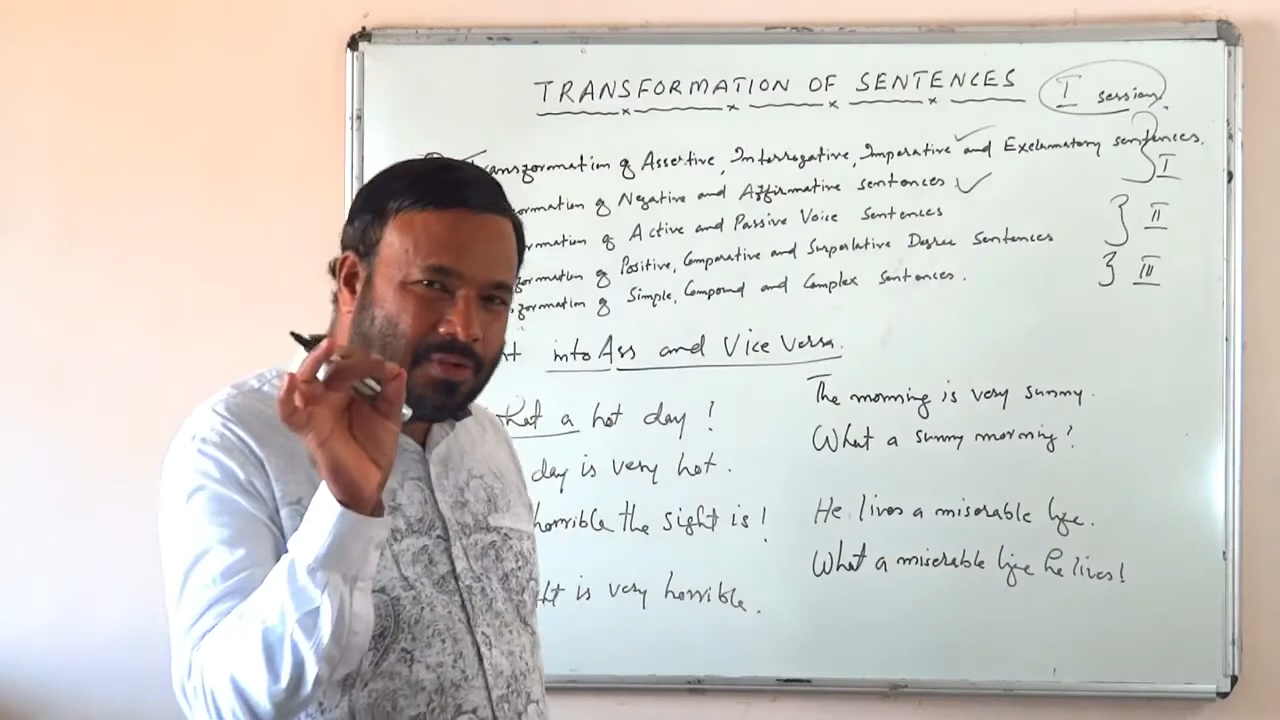 TRANSFORMATION OF SENTENCES I session.
ansformation of Assertive, Interrogative, Imperative and Exclamatory sentences. I
ormation of Negative and Affirmative sentences
rmation of Active and Passive Voice sentences II
formation of Positive, Comparative and Superlative Degree sentences
formation of Simple, Compound and Complex sentences. III
into Ass and Vice Versa.
hat a hot day !
day is very hot.
horrible the sight is !
ht is very horrible.
The morning is very sunny.
What a sunny morning!
He lives a miserable life.
What a miserable life he lives!